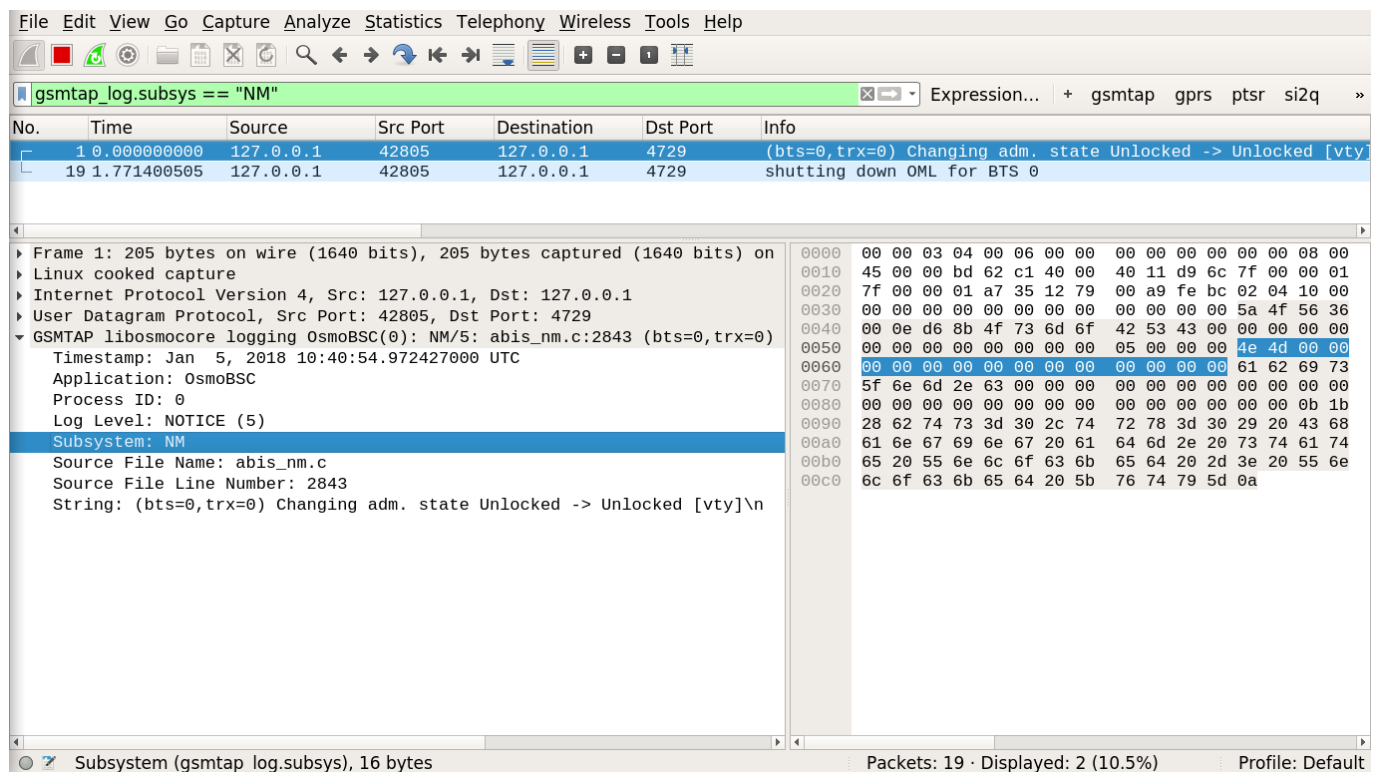 File Edit View Go Capture Analyze Statistics Telephony Wireless Tools Help
gsmtap_log.subsys == "NM" Expression… + gsmtap gprs ptsr si2q »
No. Time Source Src Port Destination Dst Port Info
1 0.000000000 127.0.0.1 42805 127.0.0.1 4729 (bts=0,trx=0) Changing adm. state Unlocked -> Unlocked [vty]
19 1.771400505 127.0.0.1 42805 127.0.0.1 4729 shutting down OML for BTS 0
Frame 1: 205 bytes on wire (1640 bits), 205 bytes captured (1640 bits) on
Linux cooked capture
Internet Protocol Version 4, Src: 127.0.0.1, Dst: 127.0.0.1
User Datagram Protocol, Src Port: 42805, Dst Port: 4729
GSMTAP libosmocore logging OsmoBSC(0): NM/5: abis_nm.c:2843 (bts=0,trx=0)
Timestamp: Jan  5, 2018 10:40:54.972427000 UTC
Application: OsmoBSC
Process ID: 0
Log Level: NOTICE (5)
Subsystem: NM
Source File Name: abis_nm.c
Source File Line Number: 2843
String: (bts=0,trx=0) Changing adm. state Unlocked -> Unlocked [vty]\n
0000 00 00 03 04 00 06 00 00 00 00 00 00 00 00 08 00
0010 45 00 00 bd 62 c1 40 00 40 11 d9 6c 7f 00 00 01
0020 7f 00 00 01 a7 35 12 79 00 a9 fe bc 02 04 10 00
0030 00 00 00 00 00 00 00 00 00 00 00 00 5a 4f 56 36
0040 00 0e d6 8b 4f 73 6d 6f 42 53 43 00 00 00 00 00
0050 00 00 00 00 00 00 00 00 05 00 00 00 4e 4d 00 00
0060 00 00 00 00 00 00 00 00 00 00 00 00 61 62 69 73
0070 5f 6e 6d 2e 63 00 00 00 00 00 00 00 00 00 00 00
0080 00 00 00 00 00 00 00 00 00 00 00 00 00 00 0b 1b
0090 28 62 74 73 3d 30 2c 74 72 78 3d 30 29 20 43 68
00a0 61 6e 67 69 6e 67 20 61 64 6d 2e 20 73 74 61 74
00b0 65 20 55 6e 6c 6f 63 6b 65 64 20 2d 3e 20 55 6e
00c0 6c 6f 63 6b 65 64 20 5b 76 74 79 5d 0a
Subsystem (gsmtap_log.subsys), 16 bytes Packets: 19 · Displayed: 2 (10.5%) Profile: Default